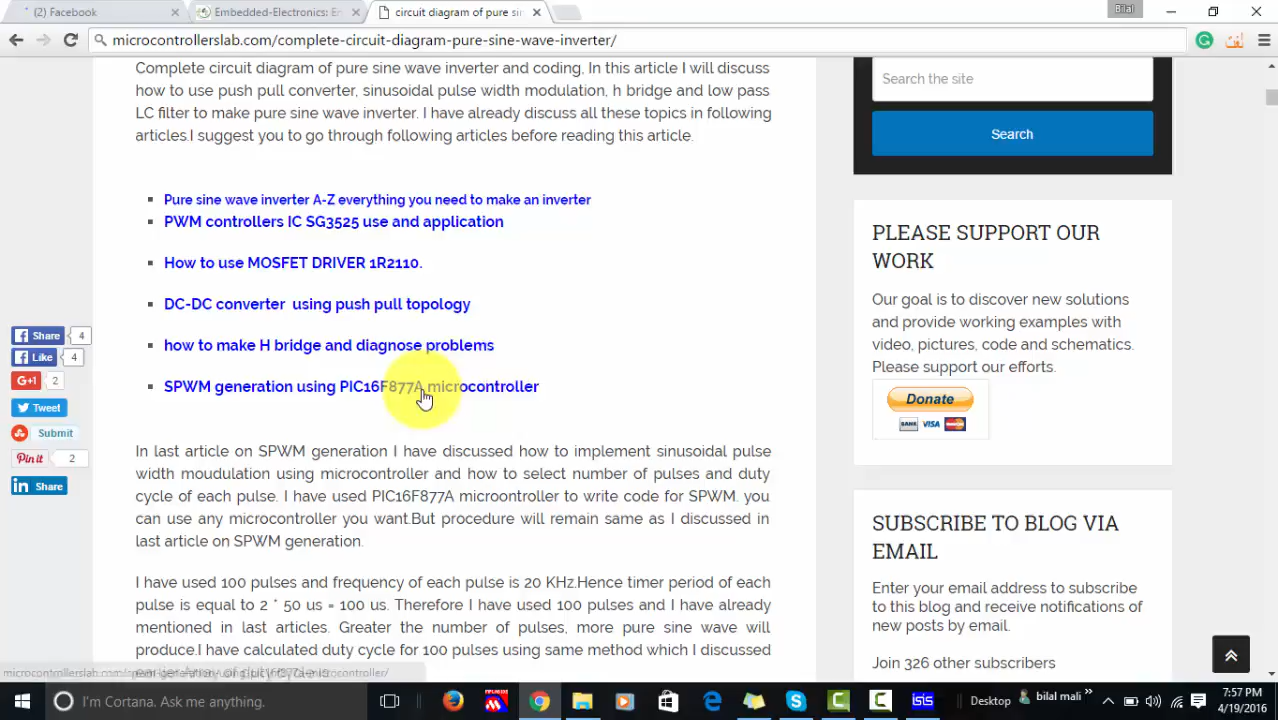 (2) Facebook
Embedded-Electronics: Em
circuit diagram of pure sin
Bilal
microcontrollerslab.com/complete-circuit-diagram-pure-sine-wave-inverter/
Complete circuit diagram of pure sine wave inverter and coding, In this article I will discuss
how to use push pull converter, sinusoidal pulse width modulation, h bridge and low pass
LC filter to make pure sine wave inverter. I have already discuss all these topics in following
articles.I suggest you to go through following articles before reading this article.
Pure sine wave inverter A-Z everything you need to make an inverter
PWM controllers IC SG3525 use and application
How to use MOSFET DRIVER 1R2110.
DC-DC converter using push pull topology
how to make H bridge and diagnose problems
SPWM generation using PIC16F877A microcontroller
In last article on SPWM generation I have discussed how to implement sinusoidal pulse
width moudulation using microcontroller and how to select number of pulses and duty
cycle of each pulse. I have used PIC16F877A microontroller to write code for SPWM. you
can use any microcontroller you want.But procedure will remain same as I discussed in
last article on SPWM generation.
I have used 100 pulses and frequency of each pulse is 20 KHz.Hence timer period of each
pulse is equal to 2 * 50 us = 100 us. Therefore I have used 100 pulses and I have already
mentioned in last articles. Greater the number of pulses, more pure sine wave will
produce.I have calculated duty cycle for 100 pulses using same method which I discussed
Share 4
Like 4
G+1 2
Tweet
Submit
Pin it 2
Share
Search the site
Search
PLEASE SUPPORT OUR
WORK
Our goal is to discover new solutions
and provide working examples with
video, pictures, code and schematics.
Please support our efforts.
Donate
BANK VISA
SUBSCRIBE TO BLOG VIA
EMAIL
Enter your email address to subscribe
to this blog and receive notifications of
new posts by email.
Join 326 other subscribers
I'm Cortana. Ask me anything.
isis
Desktop
bilal mali
7:57 PM
4/19/2016